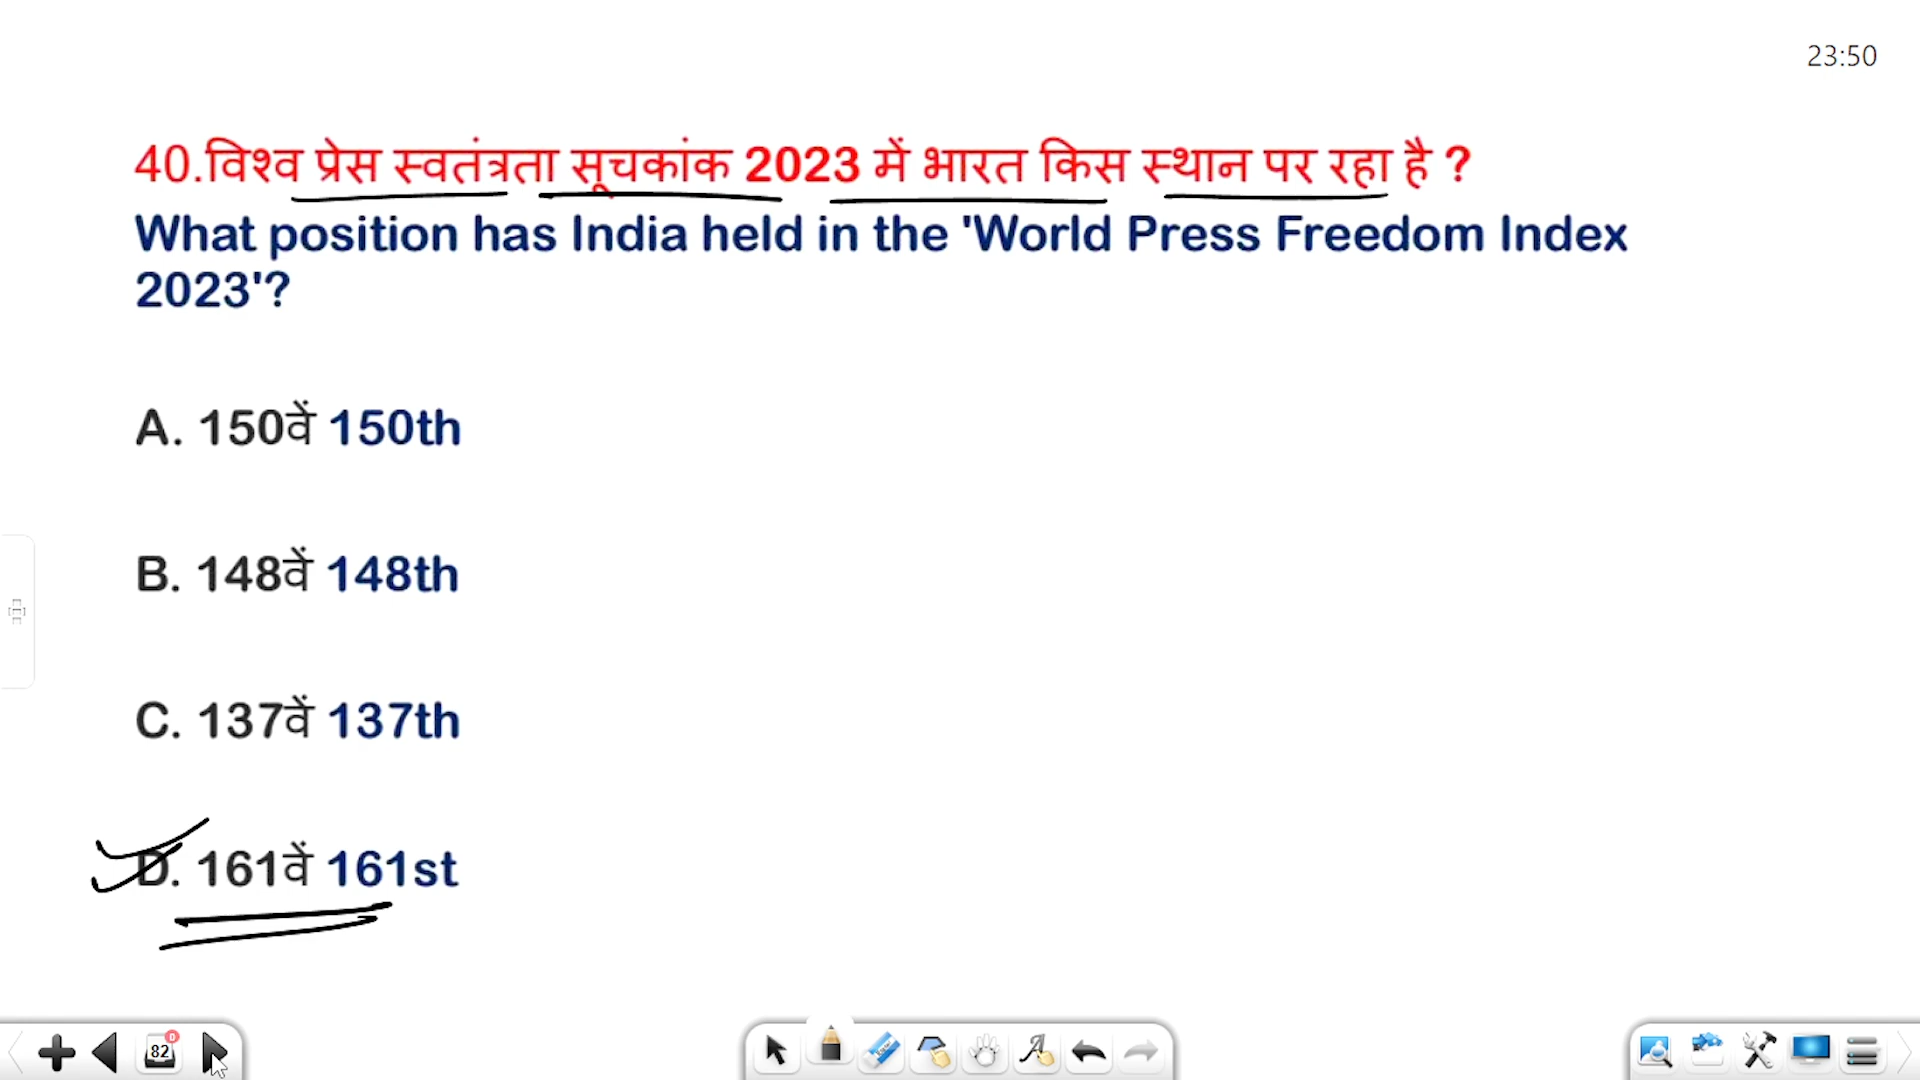 23:50
40.विश्व प्रेस स्वतंत्रता सूचकांक 2023 में भारत किस स्थान पर रहा है ?
What position has India held in the 'World Press Freedom Index
2023'?
A. 150वें 150th
B. 148वें 148th
C. 137वें 137th
D. 161वें 161st
82